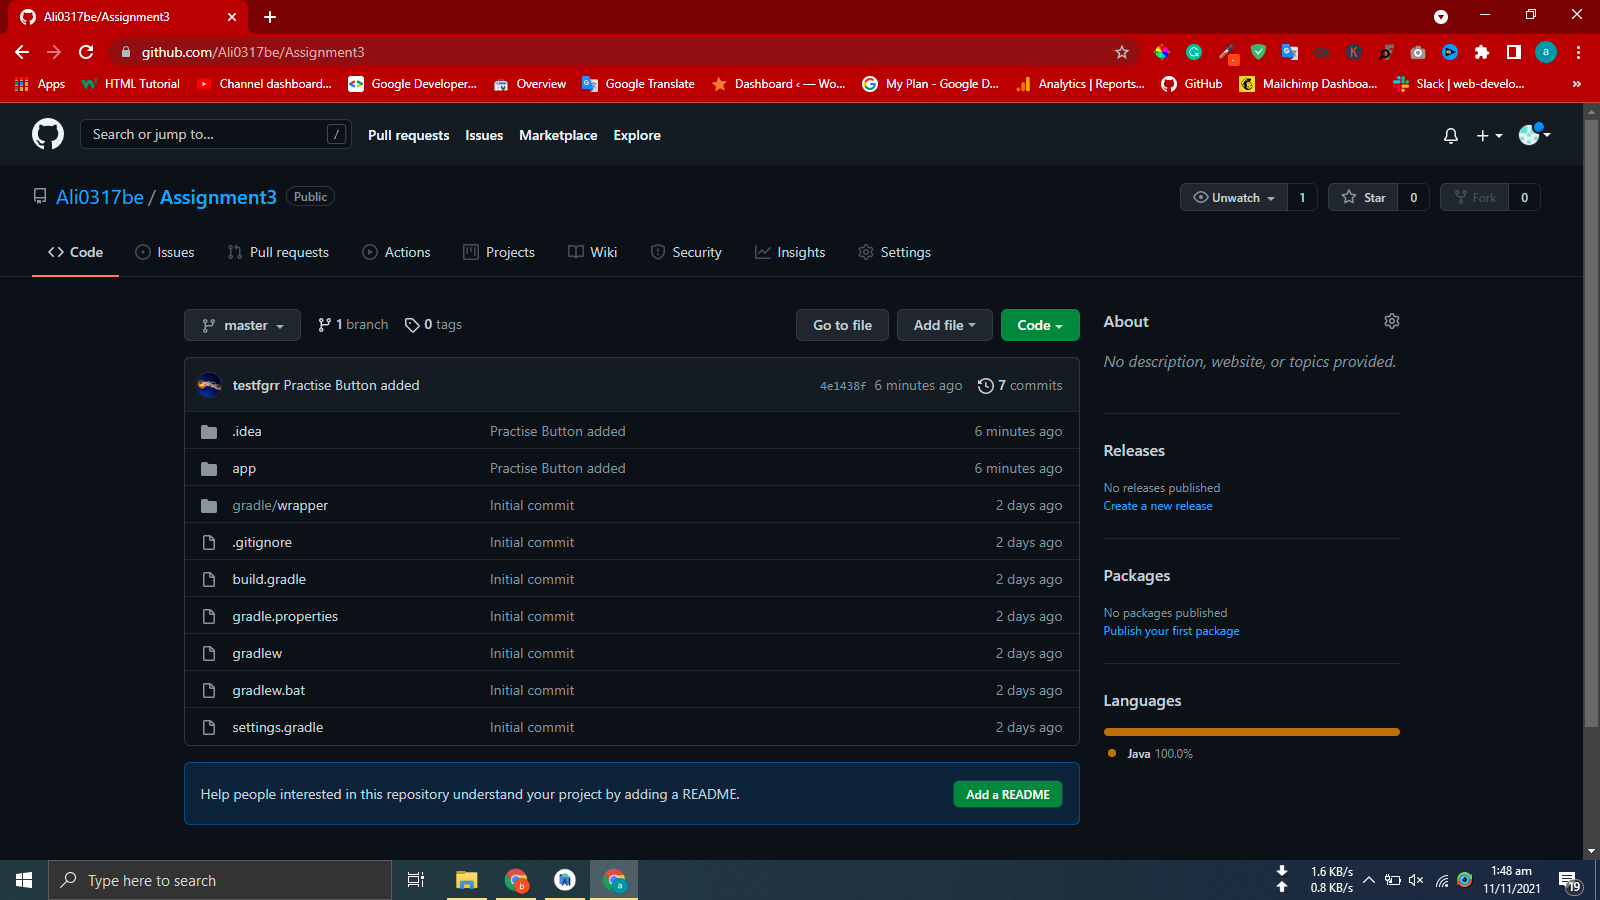 Ali0317be/Assignment3
github.com/Ali0317be/Assignment3
Apps HTML Tutorial Channel dashboard... Google Developer... Overview Google Translate Dashboard ‹ — Wo... My Plan - Google D... Analytics | Reports... GitHub Mailchimp Dashboa... Slack | web-develo... »
Search or jump to... / Pull requests Issues Marketplace Explore
Ali0317be / Assignment3 Public Unwatch 1 Star 0 Fork 0
Code Issues Pull requests Actions Projects Wiki Security Insights Settings
master 1 branch 0 tags Go to file Add file Code
testfgrr Practise Button added 4e1438f 6 minutes ago 7 commits
.idea Practise Button added 6 minutes ago
app Practise Button added 6 minutes ago
gradle/wrapper Initial commit 2 days ago
.gitignore Initial commit 2 days ago
build.gradle Initial commit 2 days ago
gradle.properties Initial commit 2 days ago
gradlew Initial commit 2 days ago
gradlew.bat Initial commit 2 days ago
settings.gradle Initial commit 2 days ago
Help people interested in this repository understand your project by adding a README. Add a README
About
No description, website, or topics provided.
Releases
No releases published
Create a new release
Packages
No packages published
Publish your first package
Languages
Java 100.0%
Type here to search
1.6 KB/s
0.8 KB/s
1:48 am
11/11/2021
19